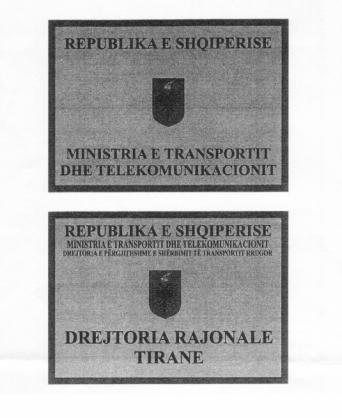 REPUBLIKA E SHQIPERISE
MINISTRIA E TRANSPORTIT
DHE TELEKOMUNIKACIONIT
REPUBLIKA E SHQIPERISE
MINISTRIA E TRANSPORTIT DHE TELEKOMUNIKACIONIT
DREJTORIA E PËRGJITHSHME E SHËRBIMIT TË TRANSPORTIT RRUGOR
DREJTORIA RAJONALE
TIRANE